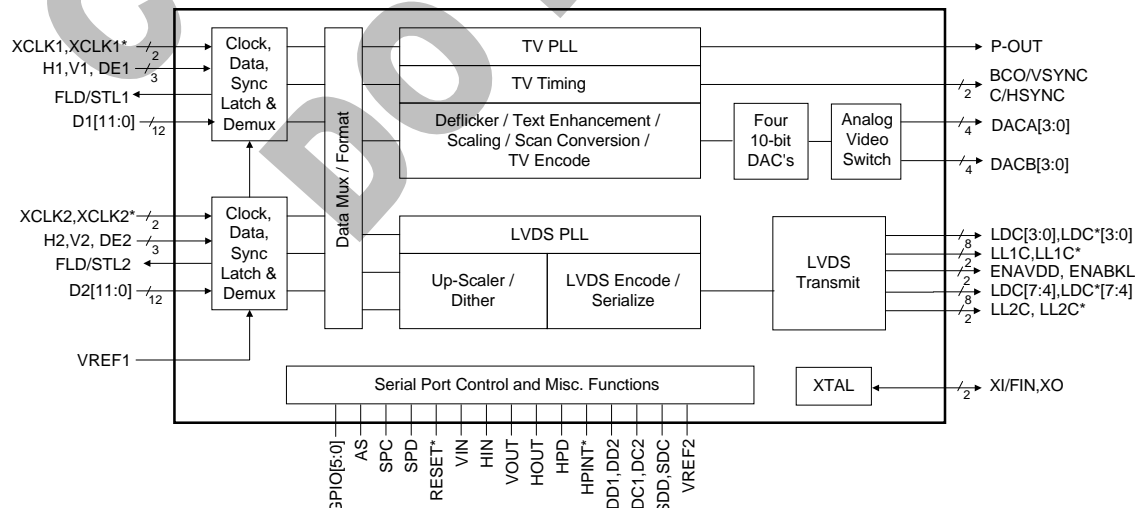 XCLK1,XCLK1*
2
H1,V1, DE1
3
FLD/STL1
D1[11:0]
12
Clock,
Data,
Sync
Latch &
Demux
XCLK2,XCLK2*
2
H2,V2, DE2
3
FLD/STL2
D2[11:0]
12
Clock,
Data,
Sync
Latch &
Demux
VREF1
Data Mux / Format
TV PLL
TV Timing
Deflicker / Text Enhancement /
Scaling / Scan Conversion /
TV Encode
Four
10-bit
DAC's
Analog
Video
Switch
P-OUT
BCO/VSYNC
2
C/HSYNC
DACA[3:0]
4
DACB[3:0]
4
LVDS PLL
Up-Scaler /
Dither
LVDS Encode /
Serialize
LVDS
Transmit
LDC[3:0],LDC*[3:0]
8
LL1C,LL1C*
2
ENAVDD, ENABKL
2
LDC[7:4],LDC*[7:4]
8
LL2C, LL2C*
2
Serial Port Control and Misc. Functions
XTAL
XI/FIN,XO
2
GPIO[5:0]
AS
SPC
SPD
RESET*
VIN
HIN
VOUT
HOUT
HPD
HPINT*
DD1,DD2
DC1,DC2
SDD,SDC
VREF2
DO